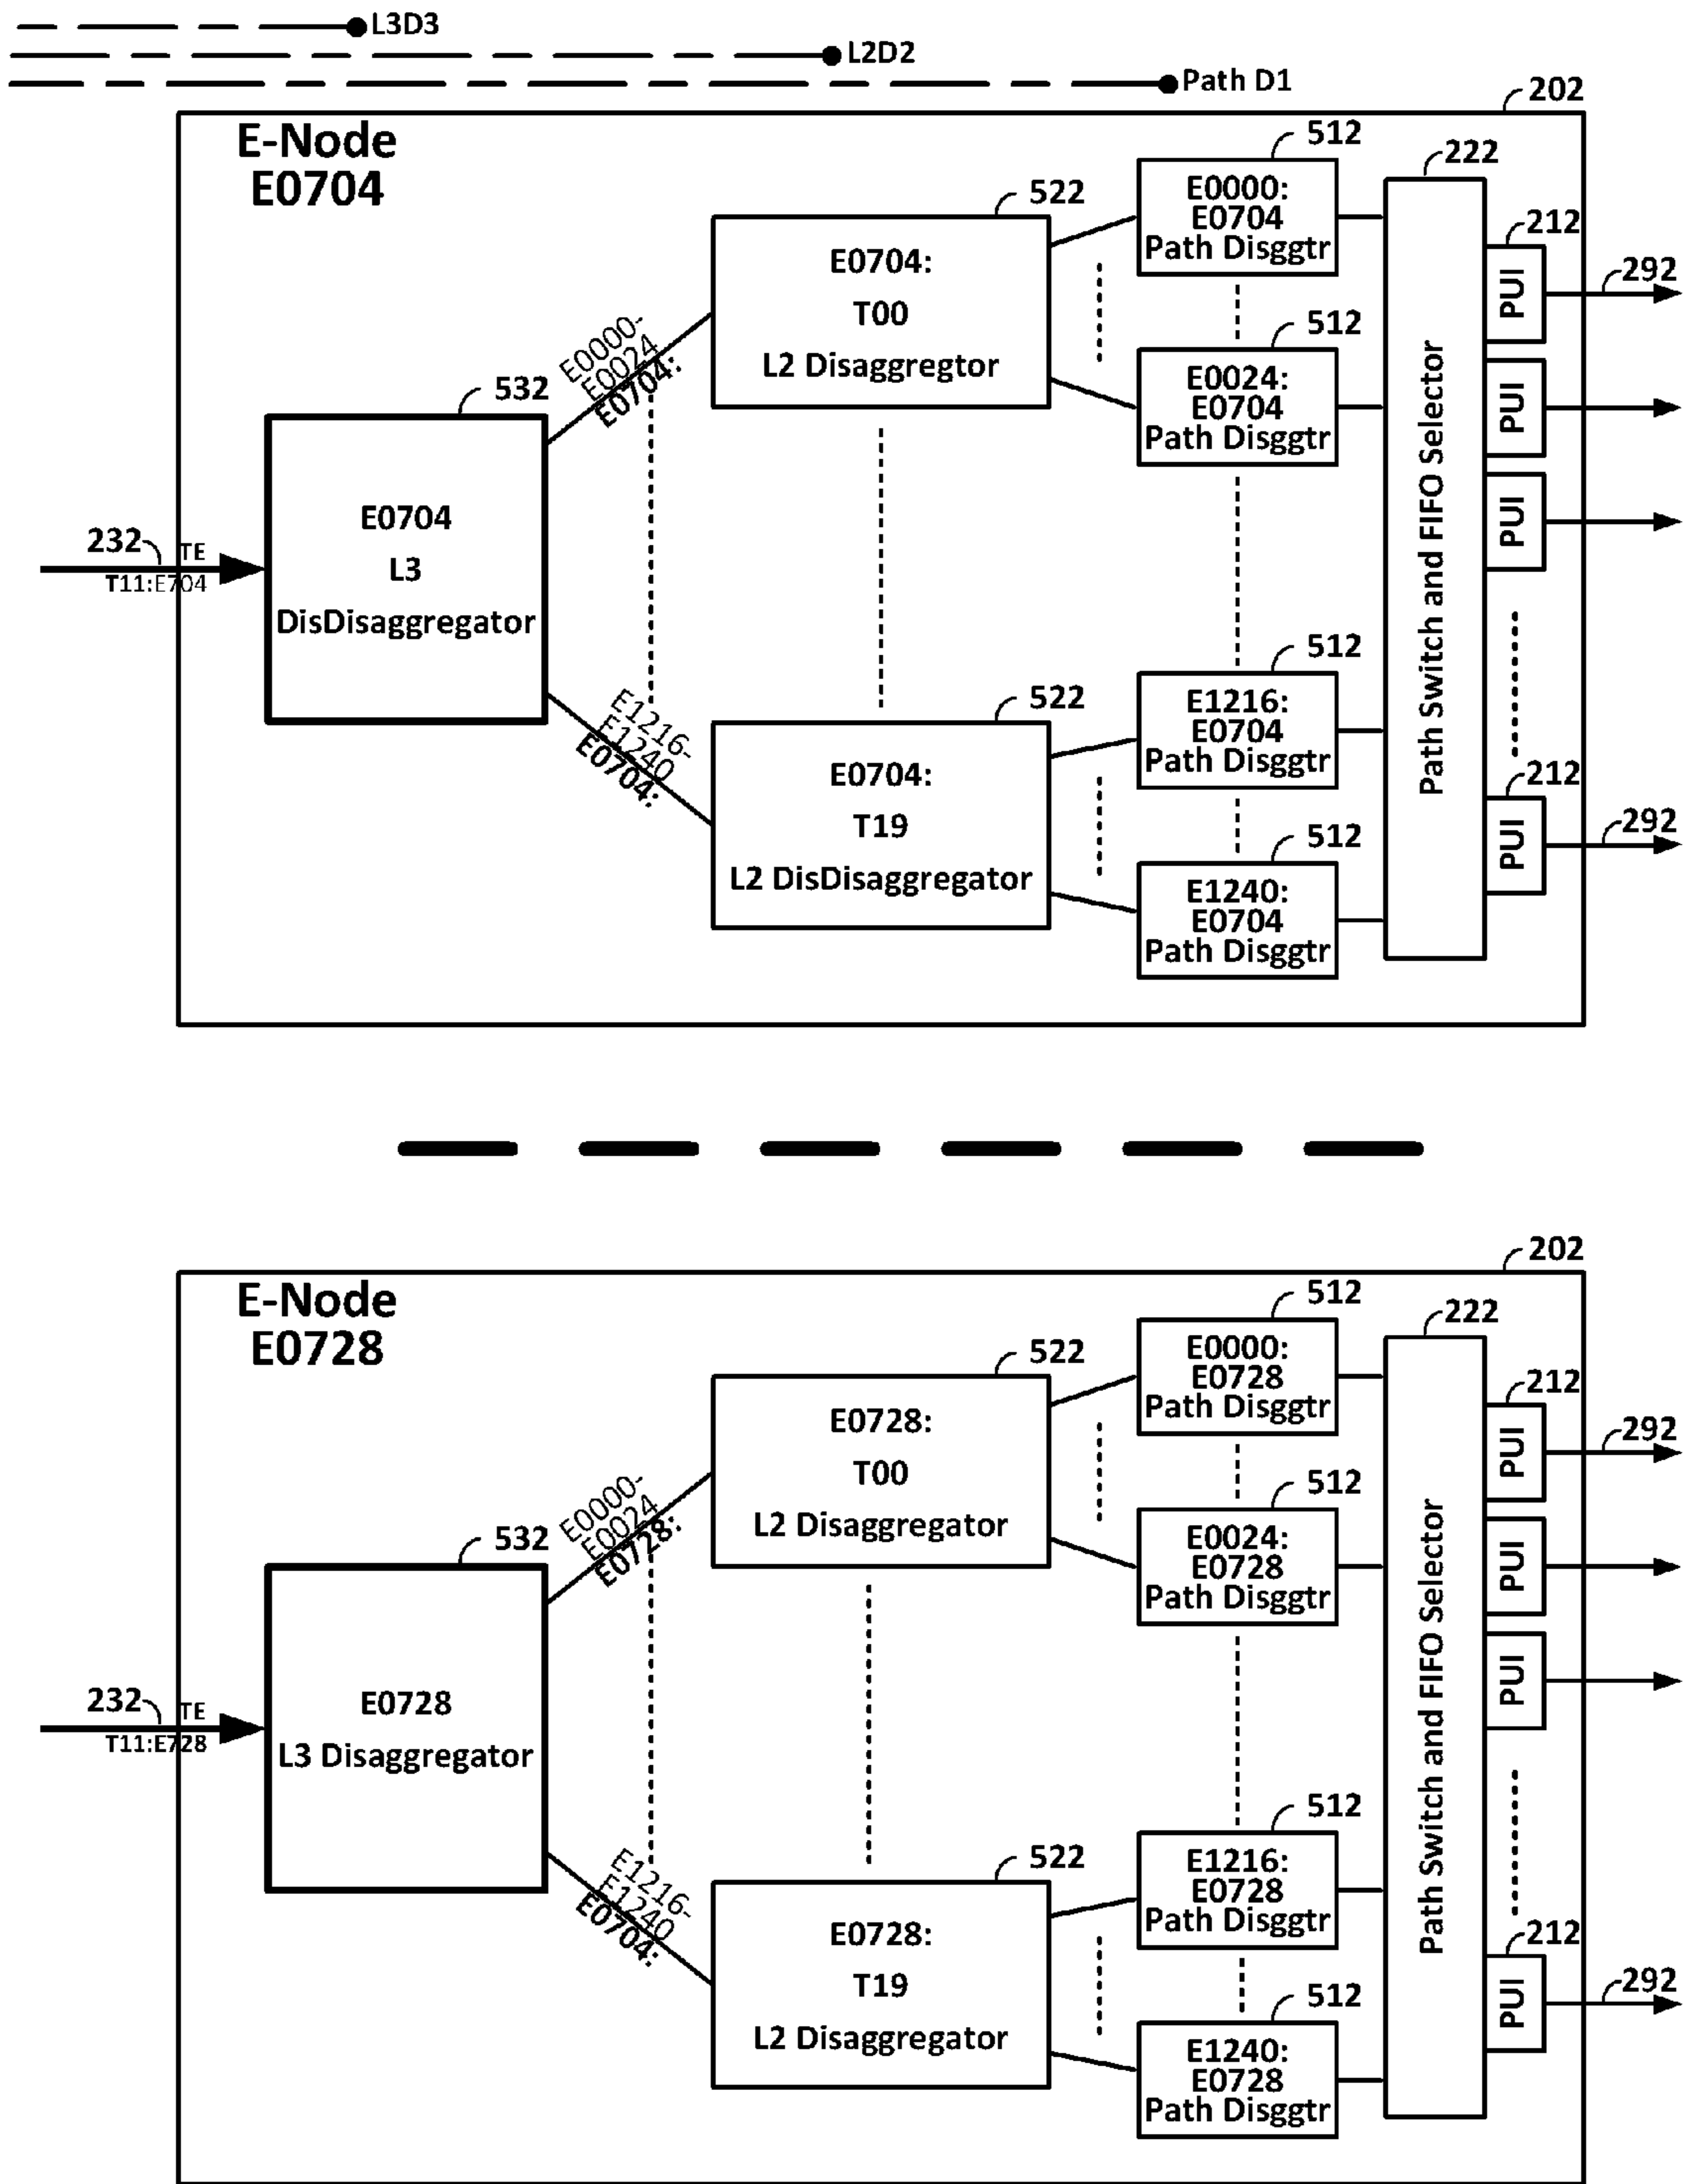 L3D3
L2D2
Path D1
202
E-Node
E0704
512
222
E0000:
E0704
Path Disggtr
522
212
E0704:
T00
L2 Disaggregtor
PUI
292
512
E0000-
E0024
E0704:
E0024:
E0704
Path Disggtr
PUI
532
PUI
E0704
L3
DisDisaggregator
232
TE
T11:E704
Path Switch and FIFO Selector
512
E1216:
E0704
Path Disggtr
E1216-
E1240
E0704:
522
E0704:
T19
L2 DisDisaggregator
212
PUI
292
512
E1240:
E0704
Path Disggtr
202
E-Node
E0728
512
222
E0000:
E0728
Path Disggtr
522
212
E0728:
T00
L2 Disaggregator
PUI
292
512
E0000-
E0024
E0728:
E0024:
E0728
Path Disggtr
PUI
532
PUI
E0728
L3 Disaggregator
232
TE
T11:E728
Path Switch and FIFO Selector
512
E1216:
E0728
Path Disggtr
E1216-
E1240
E0704:
522
E0728:
T19
L2 Disaggregator
212
PUI
292
512
E1240:
E0728
Path Disggtr